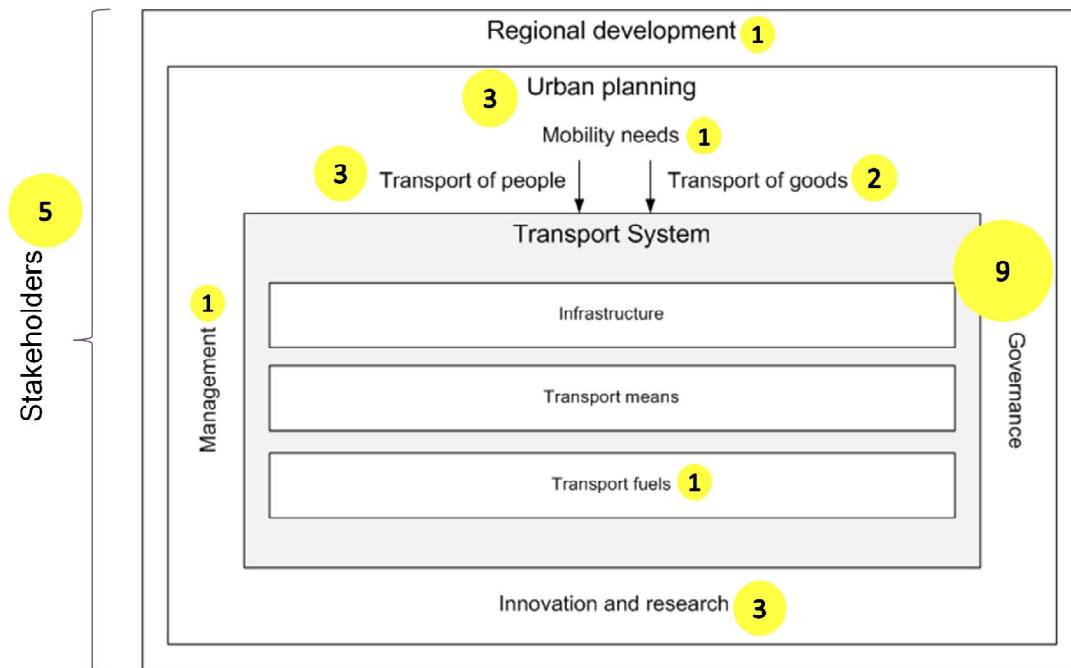 Regional development 1
3 Urban planning
Mobility needs 1
3 Transport of people
Transport of goods 2
5
Stakeholders
Transport System
9
Governance
1
Management
Infrastructure
Transport means
Transport fuels 1
Innovation and research 3